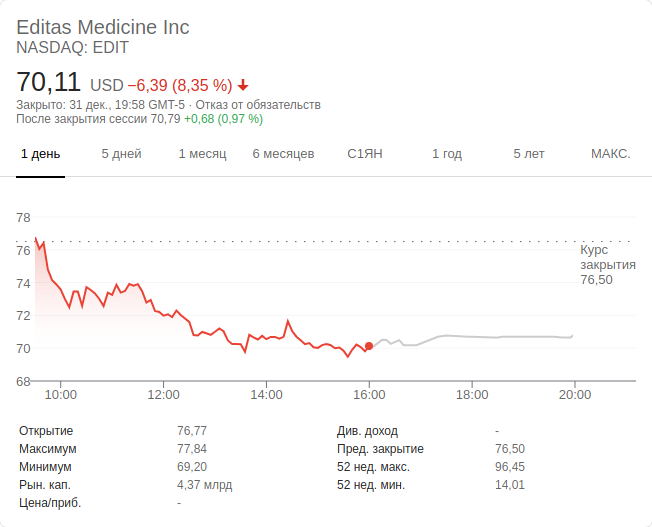 Editas Medicine Inc
NASDAQ: EDIT
70,11 USD −6,39 (8,35 %)
Закрыто: 31 дек., 19:58 GMT-5 · Отказ от обязательств
После закрытия сессии 70,79 +0,68 (0,97 %)
1 день 5 дней 1 месяц 6 месяцев С1ЯН 1 год 5 лет МАКС.
78
76
Курс
закрытия
76,50
74
72
70
68
10:00 12:00 14:00 16:00 18:00 20:00
Открытие 76,77 Див. доход -
Максимум 77,84 Пред. закрытие 76,50
Минимум 69,20 52 нед. макс. 96,45
Рын. кап. 4,37 млрд 52 нед. мин. 14,01
Цена/приб. -